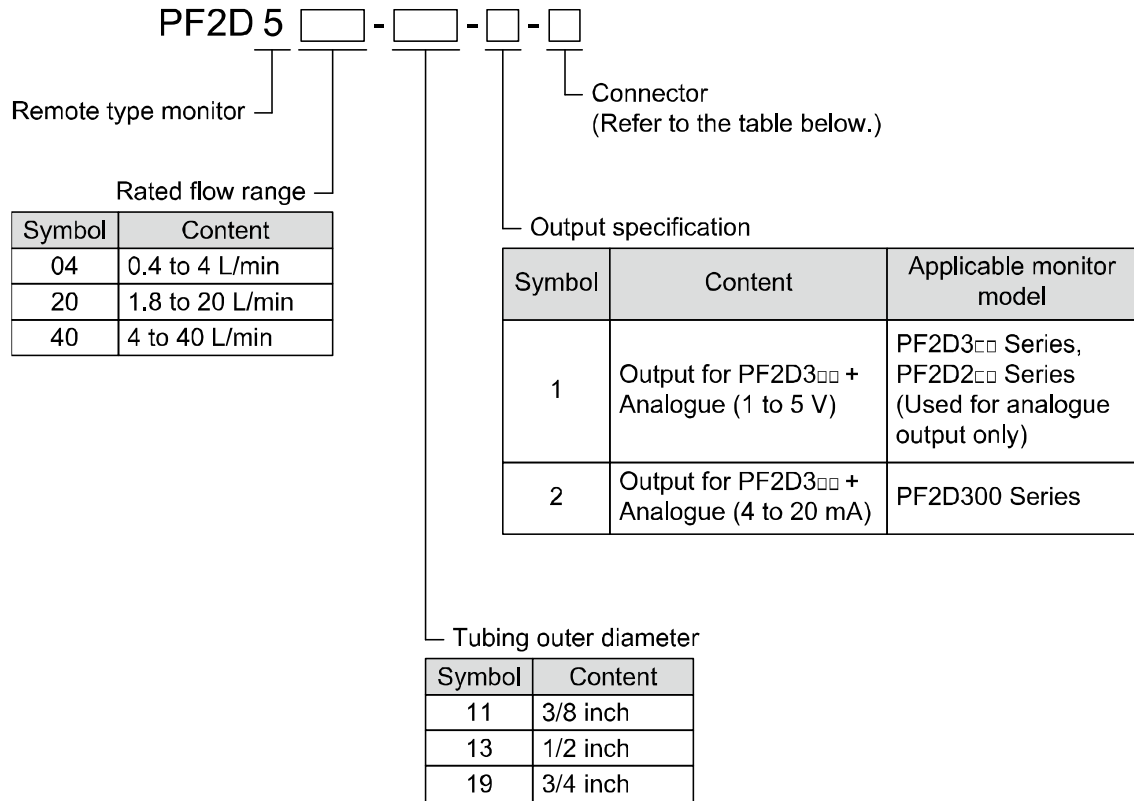 PF2D 5 □□ - □□ - □ - □
Remote type monitor
Connector
(Refer to the table below.)
Rated flow range
Symbol Content
04 0.4 to 4 L/min
20 1.8 to 20 L/min
40 4 to 40 L/min
Output specification
Symbol Content Applicable monitor
model
1 Output for PF2D3□□ +
Analogue (1 to 5 V)
PF2D3□□ Series,
PF2D2□□ Series
(Used for analogue
output only)
2 Output for PF2D3□□ +
Analogue (4 to 20 mA)
PF2D300 Series
Tubing outer diameter
Symbol Content
11 3/8 inch
13 1/2 inch
19 3/4 inch